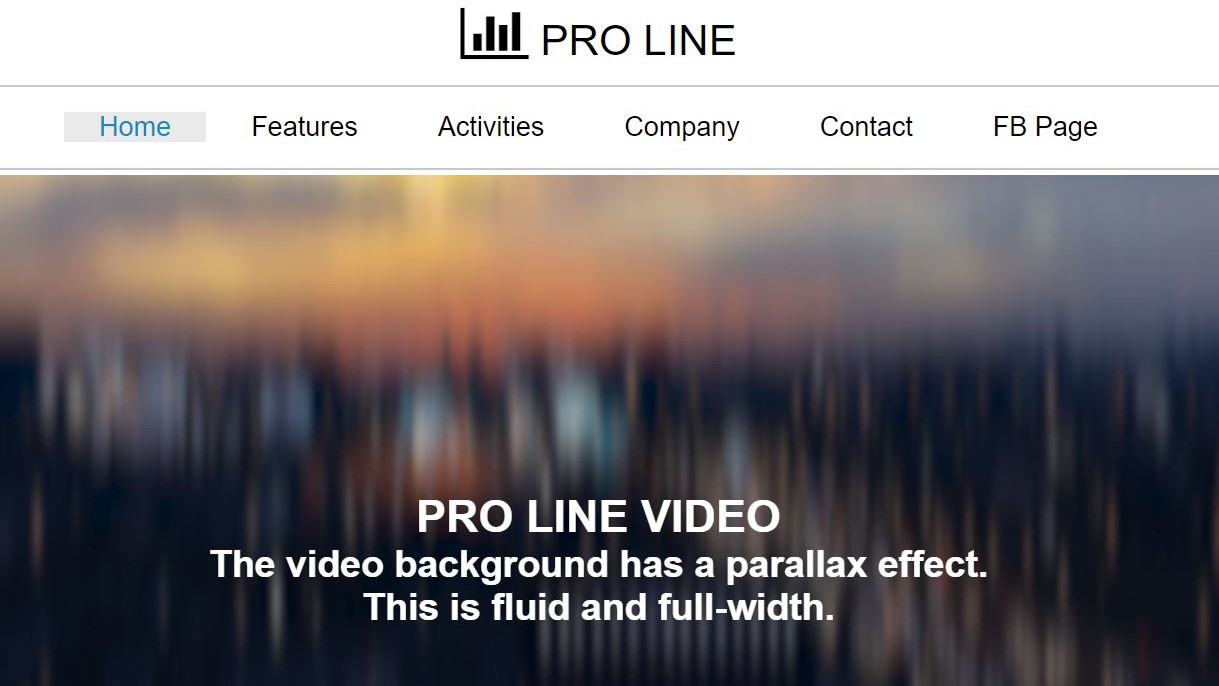 PRO LINE
Home Features Activities Company Contact FB Page
PRO LINE VIDEO
The video background has a parallax effect.
This is fluid and full-width.